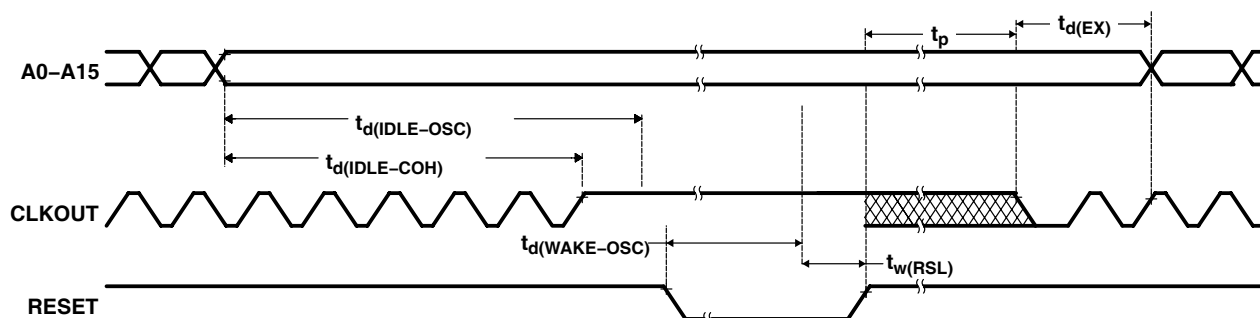 tp
td(EX)
A0–A15
td(IDLE–OSC)
td(IDLE–COH)
CLKOUT
td(WAKE–OSC)
tw(RSL)
RESET